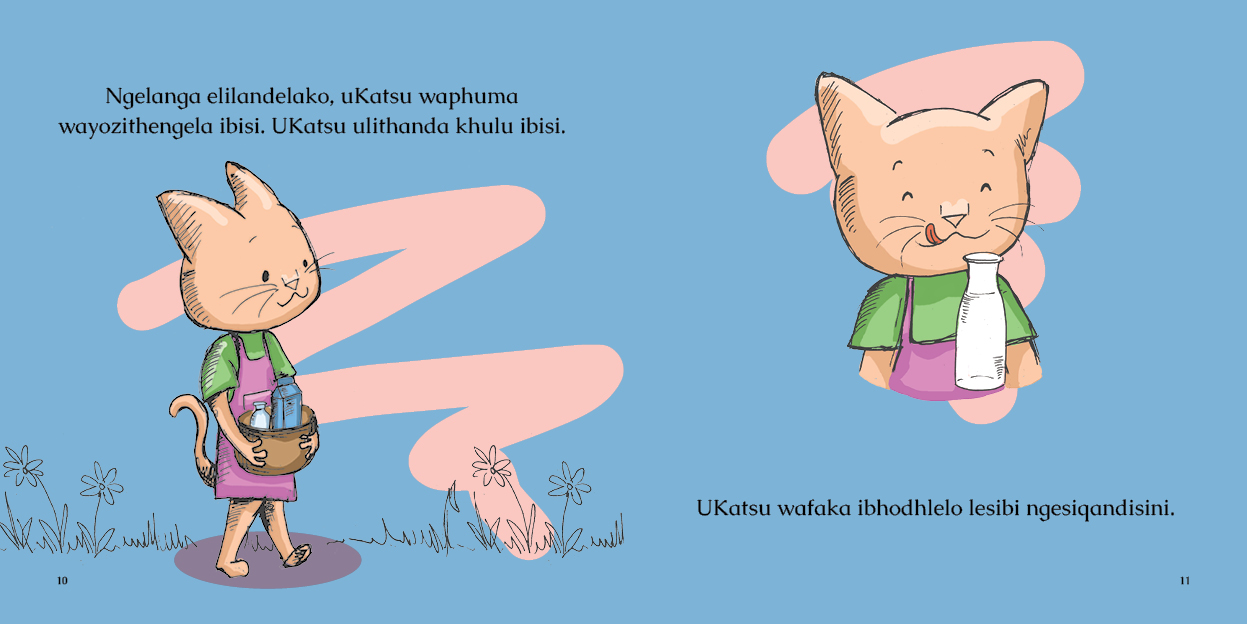 Ngelanga elilandelako, uKatsu waphuma
wayozithengela ibisi. UKatsu ulithanda khulu ibisi.
UKatsu wafaka ibhodhlelo lesibi ngesiqandisini.
10
11